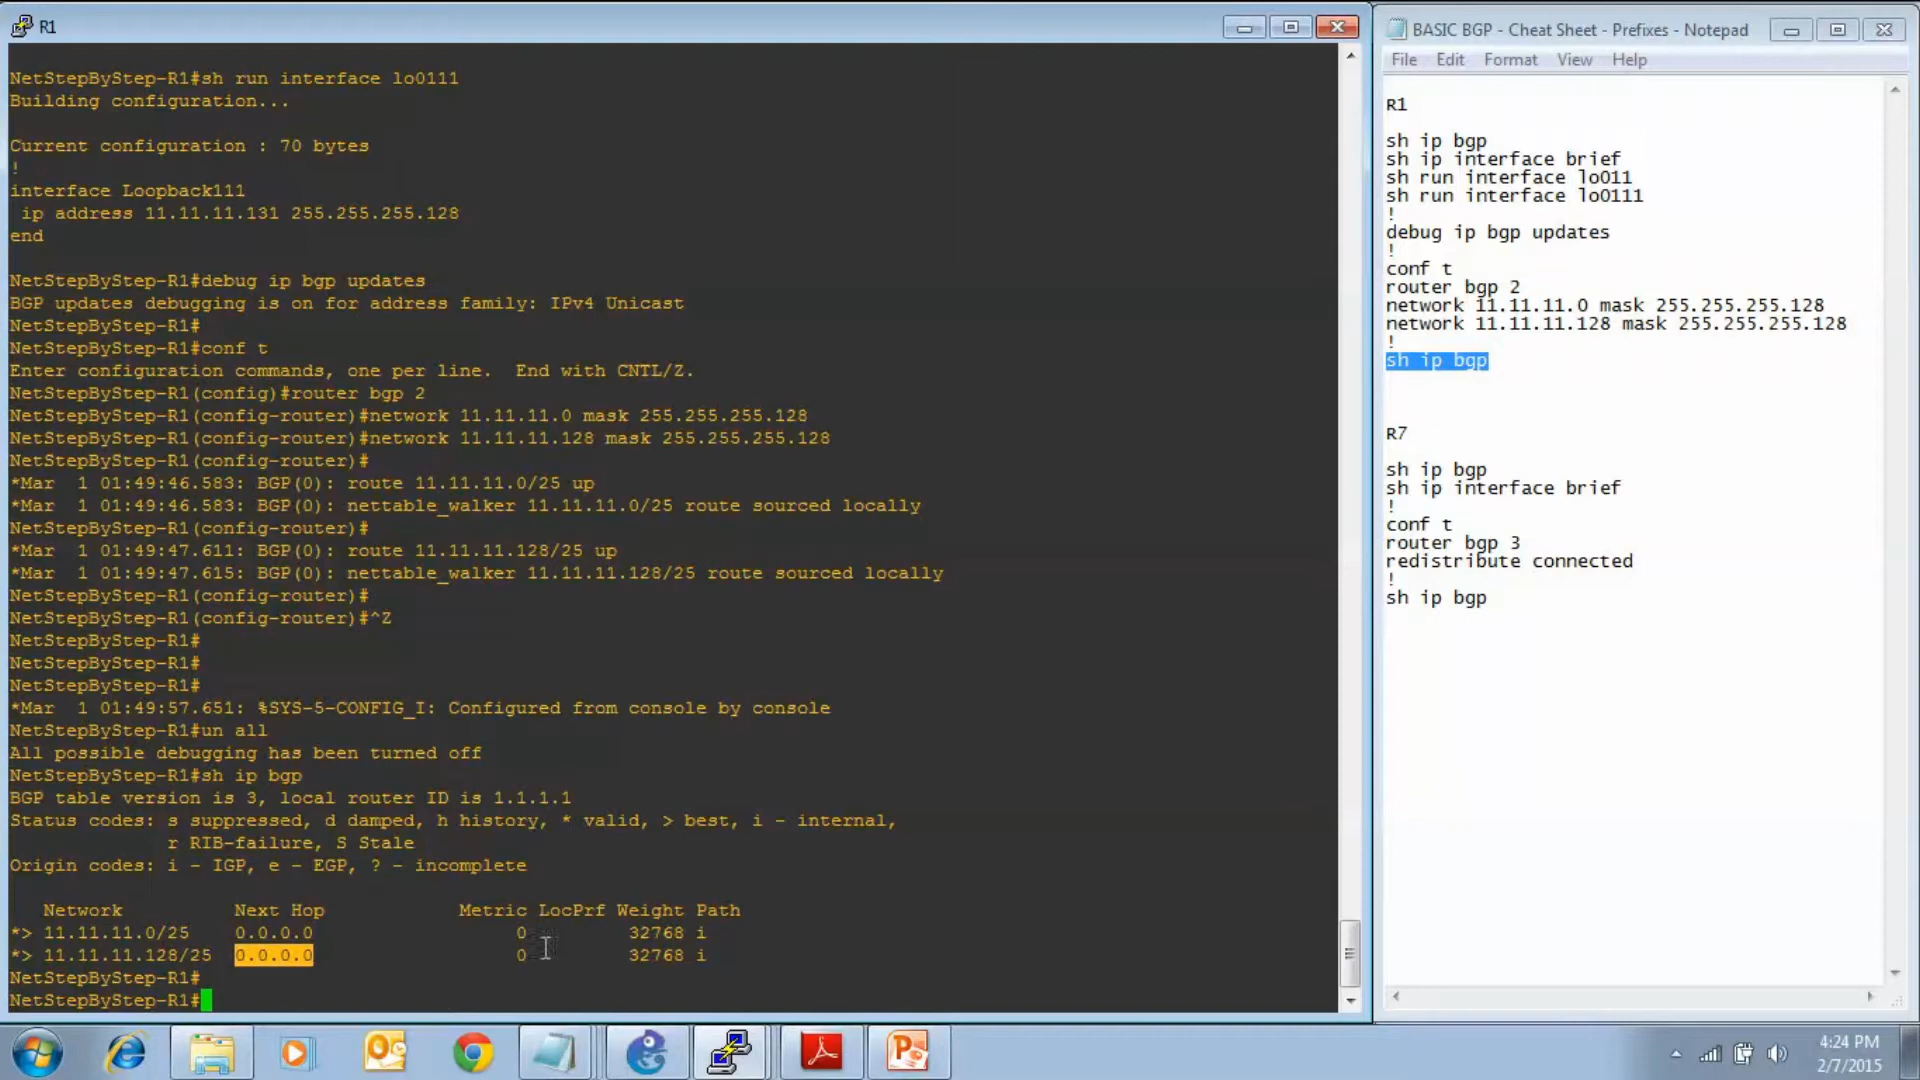 R1
NetStepByStep-R1#sh run interface lo0111
Building configuration...
Current configuration : 70 bytes
!
interface Loopback111
ip address 11.11.11.131 255.255.255.128
end
NetStepByStep-R1#debug ip bgp updates
BGP updates debugging is on for address family: IPv4 Unicast
NetStepByStep-R1#
NetStepByStep-R1#conf t
Enter configuration commands, one per line.  End with CNTL/Z.
NetStepByStep-R1(config)#router bgp 2
NetStepByStep-R1(config-router)#network 11.11.11.0 mask 255.255.255.128
NetStepByStep-R1(config-router)#network 11.11.11.128 mask 255.255.255.128
NetStepByStep-R1(config-router)#
*Mar  1 01:49:46.583: BGP(0): route 11.11.11.0/25 up
*Mar  1 01:49:46.583: BGP(0): nettable_walker 11.11.11.0/25 route sourced locally
NetStepByStep-R1(config-router)#
*Mar  1 01:49:47.611: BGP(0): route 11.11.11.128/25 up
*Mar  1 01:49:47.615: BGP(0): nettable_walker 11.11.11.128/25 route sourced locally
NetStepByStep-R1(config-router)#
NetStepByStep-R1(config-router)#^Z
NetStepByStep-R1#
NetStepByStep-R1#
NetStepByStep-R1#
*Mar  1 01:49:57.651: %SYS-5-CONFIG_I: Configured from console by console
NetStepByStep-R1#un all
All possible debugging has been turned off
NetStepByStep-R1#sh ip bgp
BGP table version is 3, local router ID is 1.1.1.1
Status codes: s suppressed, d damped, h history, * valid, > best, i - internal,
r RIB-failure, S Stale
Origin codes: i - IGP, e - EGP, ? - incomplete
Network          Next Hop            Metric LocPrf Weight Path
*> 11.11.11.0/25    0.0.0.0                  0         32768 i
*> 11.11.11.128/25  0.0.0.0                  0         32768 i
NetStepByStep-R1#
NetStepByStep-R1#
BASIC BGP - Cheat Sheet - Prefixes - Notepad
File Edit Format View Help
R1
sh ip bgp
sh ip interface brief
sh run interface lo011
sh run interface lo0111
!
debug ip bgp updates
!
conf t
router bgp 2
network 11.11.11.0 mask 255.255.255.128
network 11.11.11.128 mask 255.255.255.128
!
sh ip bgp
R7
sh ip bgp
sh ip interface brief
!
conf t
router bgp 3
redistribute connected
!
sh ip bgp
4:24 PM
2/7/2015